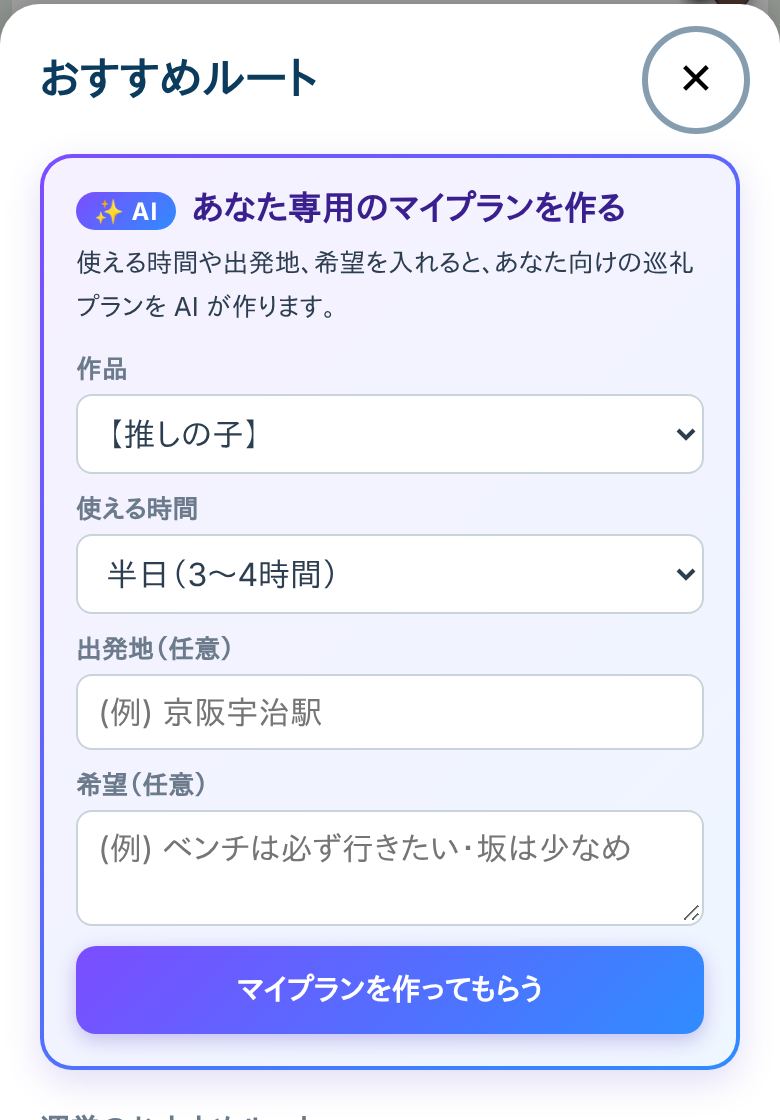 おすすめルート
✕
✨ AI あなた専用のマイプランを作る
使える時間や出発地、希望を入れると、あなた向けの巡礼
プランを AI が作ります。
作品
【推しの子】
使える時間
半日（3〜4時間）
出発地（任意）
(例) 京阪宇治駅
希望（任意）
(例) ベンチは必ず行きたい・坂は少なめ
マイプランを作ってもらう